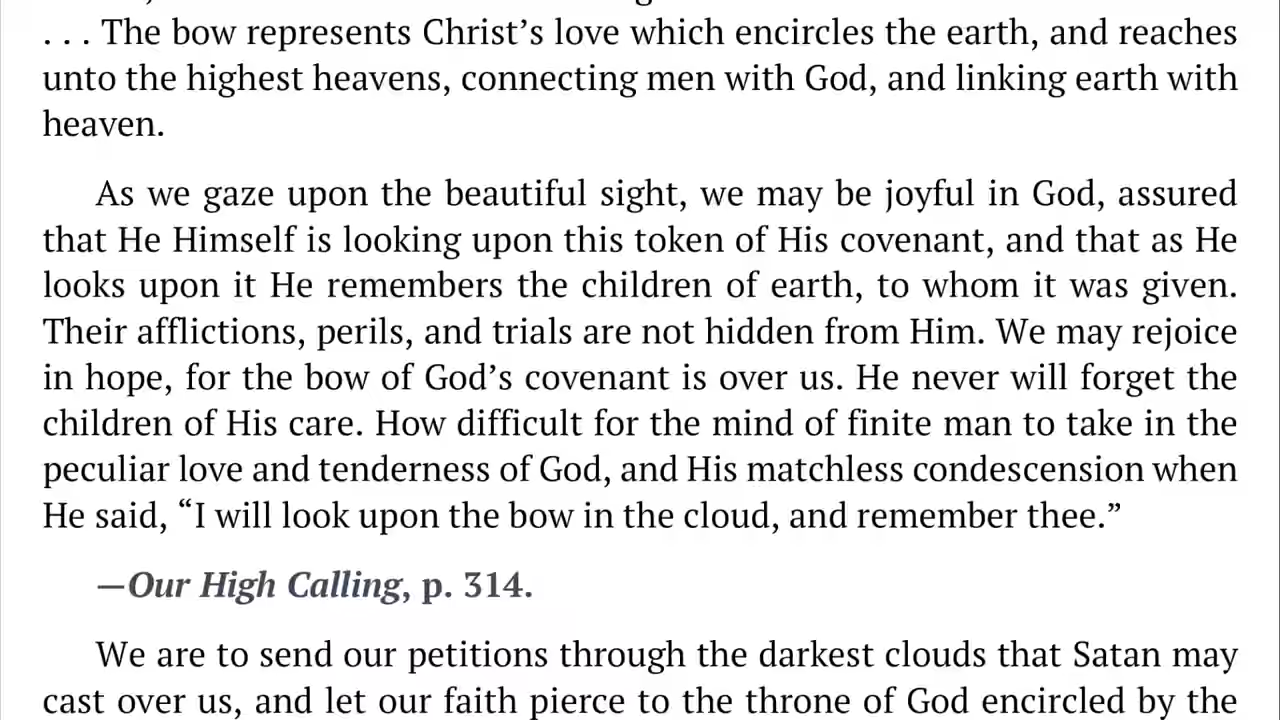 . . . The bow represents Christ’s love which encircles the earth, and reaches
unto the highest heavens, connecting men with God, and linking earth with
heaven.
As we gaze upon the beautiful sight, we may be joyful in God, assured
that He Himself is looking upon this token of His covenant, and that as He
looks upon it He remembers the children of earth, to whom it was given.
Their afflictions, perils, and trials are not hidden from Him. We may rejoice
in hope, for the bow of God’s covenant is over us. He never will forget the
children of His care. How difficult for the mind of finite man to take in the
peculiar love and tenderness of God, and His matchless condescension when
He said, “I will look upon the bow in the cloud, and remember thee.”
—Our High Calling, p. 314.
We are to send our petitions through the darkest clouds that Satan may
cast over us, and let our faith pierce to the throne of God encircled by the